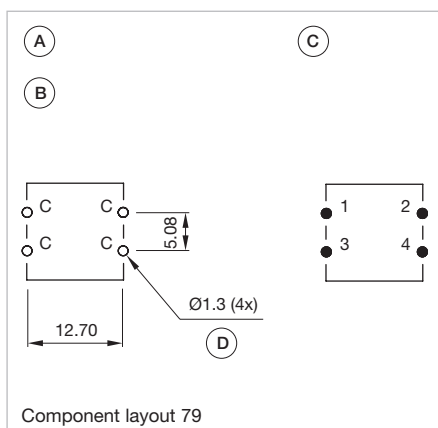 A
C
B
C C
C C
5.08
1 2
3 4
Ø1.3 (4x)
12.70
D
Component layout 79